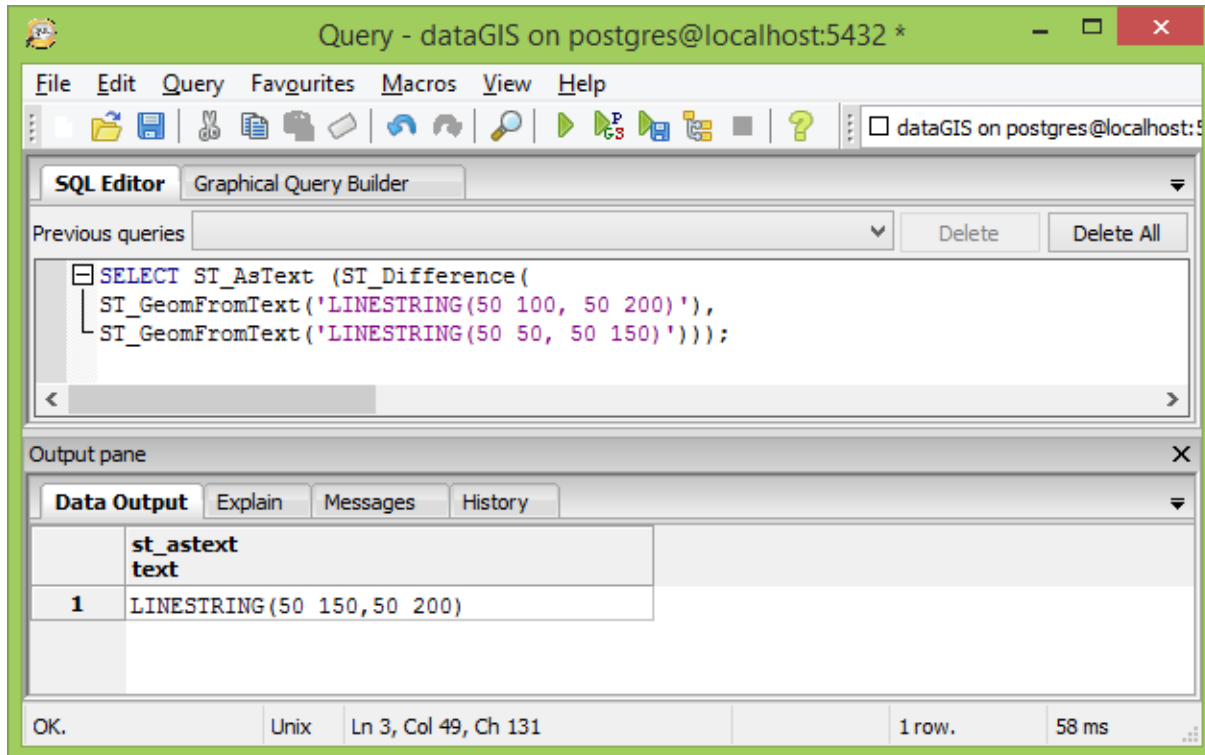 Query - dataGIS on postgres@localhost:5432 *
File Edit Query Favourites Macros View Help
dataGIS on postgres@localhost:5
SQL Editor Graphical Query Builder
Previous queries Delete Delete All
SELECT ST_AsText (ST_Difference(
ST_GeomFromText('LINESTRING(50 100, 50 200)'),
ST_GeomFromText('LINESTRING(50 50, 50 150)')));
Output pane
Data Output Explain Messages History
st_astext
text
1 LINESTRING(50 150,50 200)
OK. Unix Ln 3, Col 49, Ch 131 1 row. 58 ms